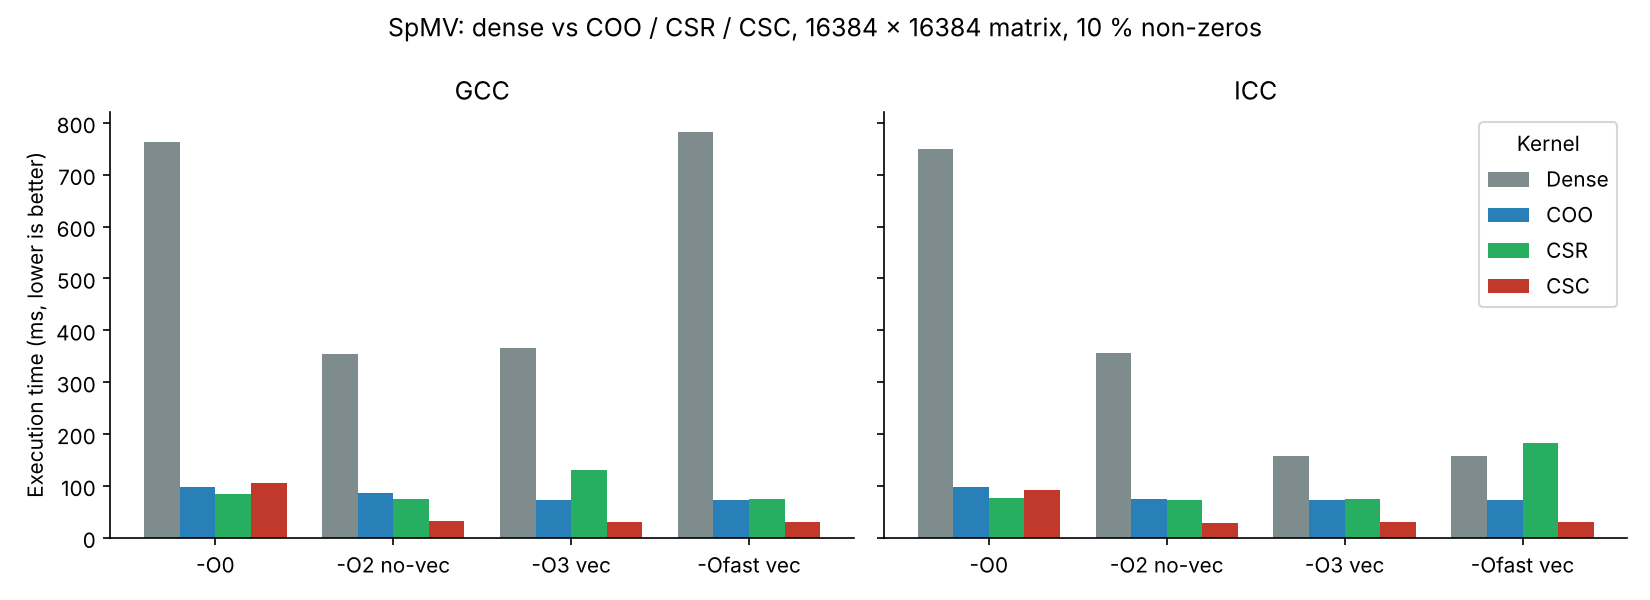 SpMV: dense vs COO / CSR / CSC, 16384 × 16384 matrix, 10 % non-zeros
GCC
ICC
Execution time (ms, lower is better)
800
700
600
500
400
300
200
100
0
-O0
-O2 no-vec
-O3 vec
-Ofast vec
-O0
-O2 no-vec
-O3 vec
-Ofast vec
Kernel
Dense
COO
CSR
CSC